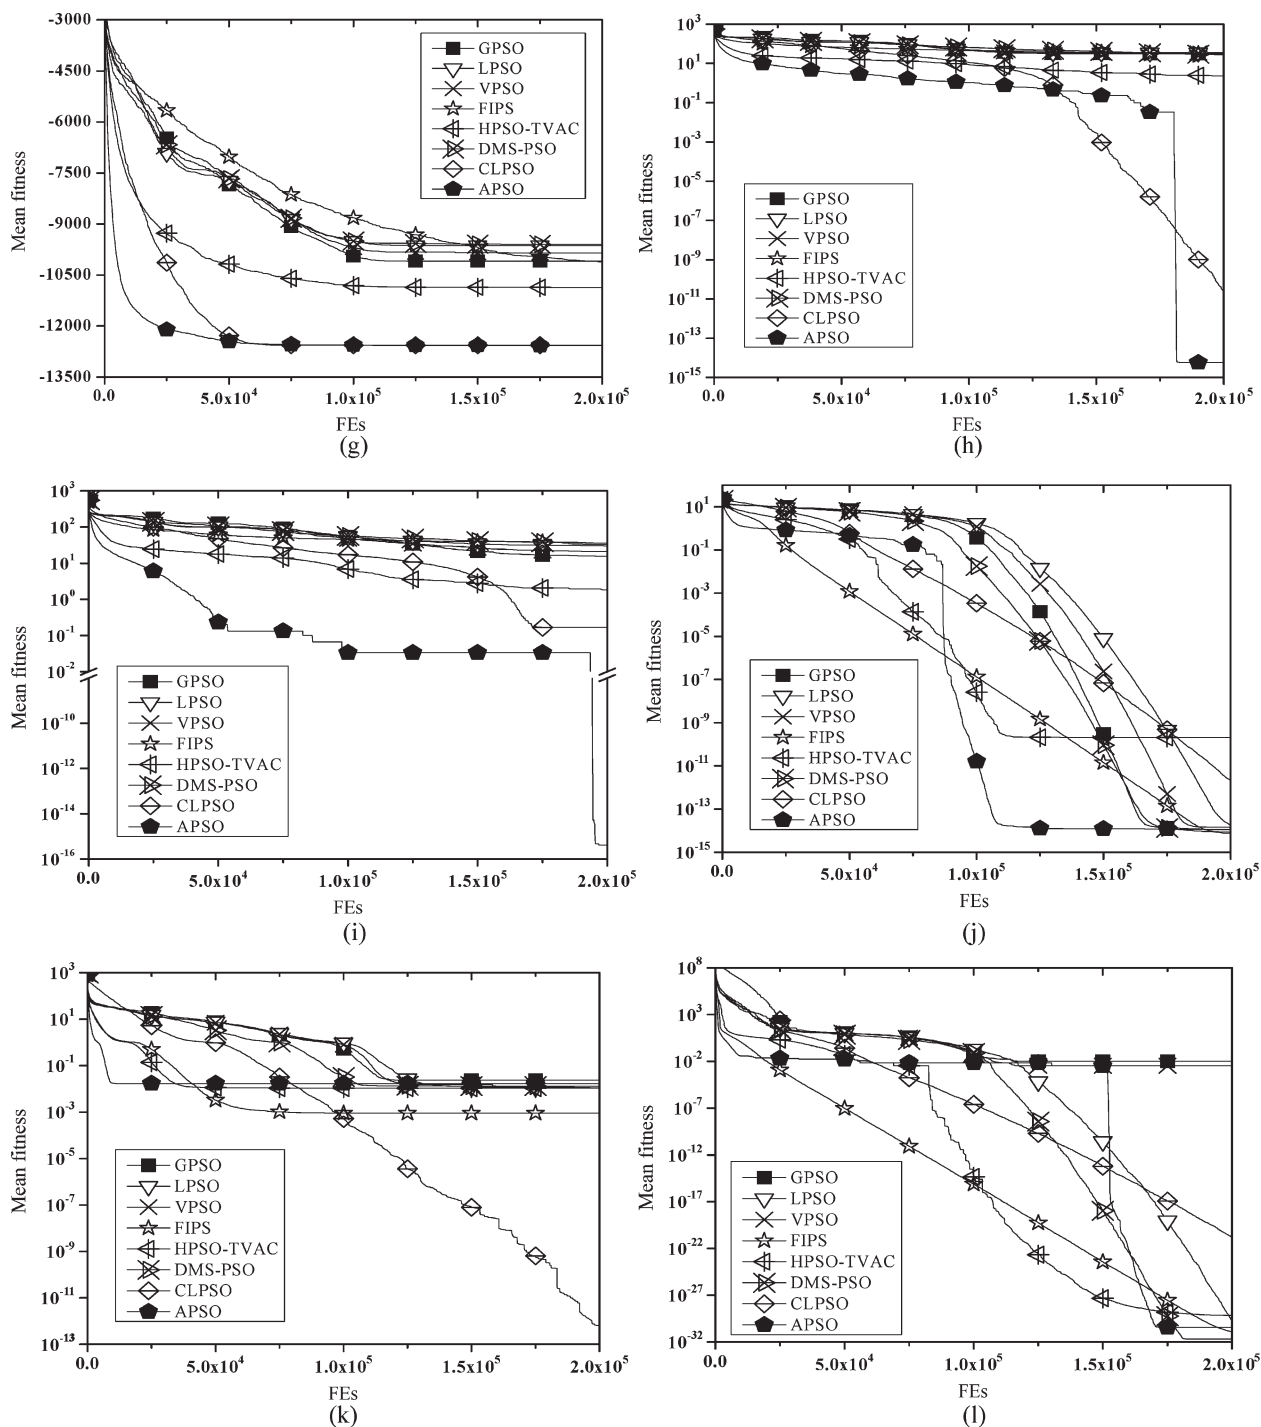 -3000
-4500
-6000
-7500
-9000
-10500
-12000
-13500
Mean fitness
GPSO
LPSO
VPSO
FIPS
HPSO-TVAC
DMS-PSO
CLPSO
APSO
0.0 5.0x10^4 1.0x10^5 1.5x10^5 2.0x10^5
FEs
(g)
10^3
10^1
10^-1
10^-3
10^-5
10^-7
10^-9
10^-11
10^-13
10^-15
Mean fitness
GPSO
LPSO
VPSO
FIPS
HPSO-TVAC
DMS-PSO
CLPSO
APSO
0.0 5.0x10^4 1.0x10^5 1.5x10^5 2.0x10^5
FEs
(h)
10^3
10^2
10^1
10^0
10^-1
10^-2
10^-10
10^-12
10^-14
10^-16
Mean fitness
GPSO
LPSO
VPSO
FIPS
HPSO-TVAC
DMS-PSO
CLPSO
APSO
0.0 5.0x10^4 1.0x10^5 1.5x10^5 2.0x10^5
FEs
(i)
10^1
10^-1
10^-3
10^-5
10^-7
10^-9
10^-11
10^-13
10^-15
Mean fitness
GPSO
LPSO
VPSO
FIPS
HPSO-TVAC
DMS-PSO
CLPSO
APSO
0.0 5.0x10^4 1.0x10^5 1.5x10^5 2.0x10^5
FEs
(j)
10^3
10^1
10^-1
10^-3
10^-5
10^-7
10^-9
10^-11
10^-13
Mean fitness
GPSO
LPSO
VPSO
FIPS
HPSO-TVAC
DMS-PSO
CLPSO
APSO
0.0 5.0x10^4 1.0x10^5 1.5x10^5 2.0x10^5
FEs
(k)
10^8
10^3
10^-2
10^-7
10^-12
10^-17
10^-22
10^-27
10^-32
Mean fitness
GPSO
LPSO
VPSO
FIPS
HPSO-TVAC
DMS-PSO
CLPSO
APSO
0.0 5.0x10^4 1.0x10^5 1.5x10^5 2.0x10^5
FEs
(l)